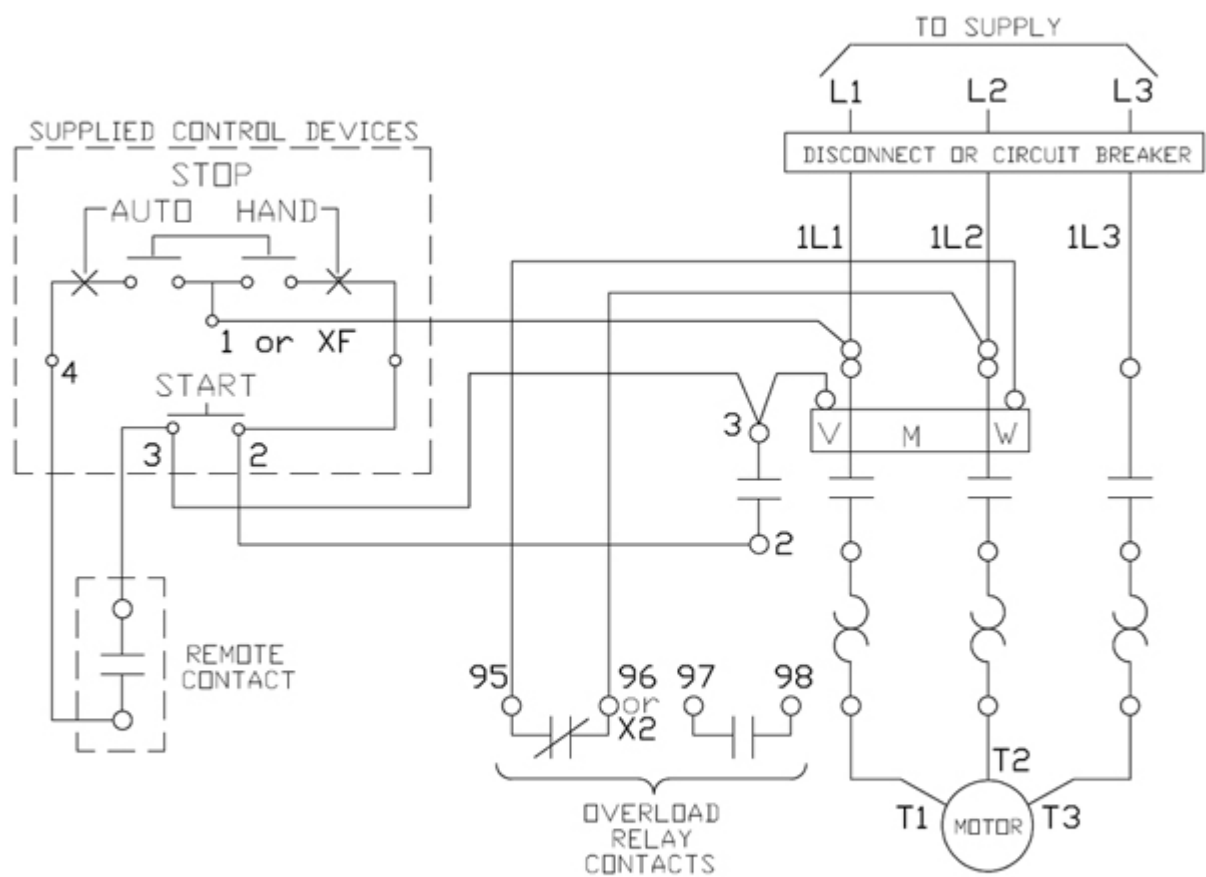 TO SUPPLY
L1 L2 L3
DISCONNECT OR CIRCUIT BREAKER
SUPPLIED CONTROL DEVICES
STOP
AUTO HAND
1L1 1L2 1L3
1 or XF
4
START
3 2
3
V M W
2
REMOTE
CONTACT
95 96 97 98
or
X2
OVERLOAD
RELAY
CONTACTS
T2
T1 MOTOR T3